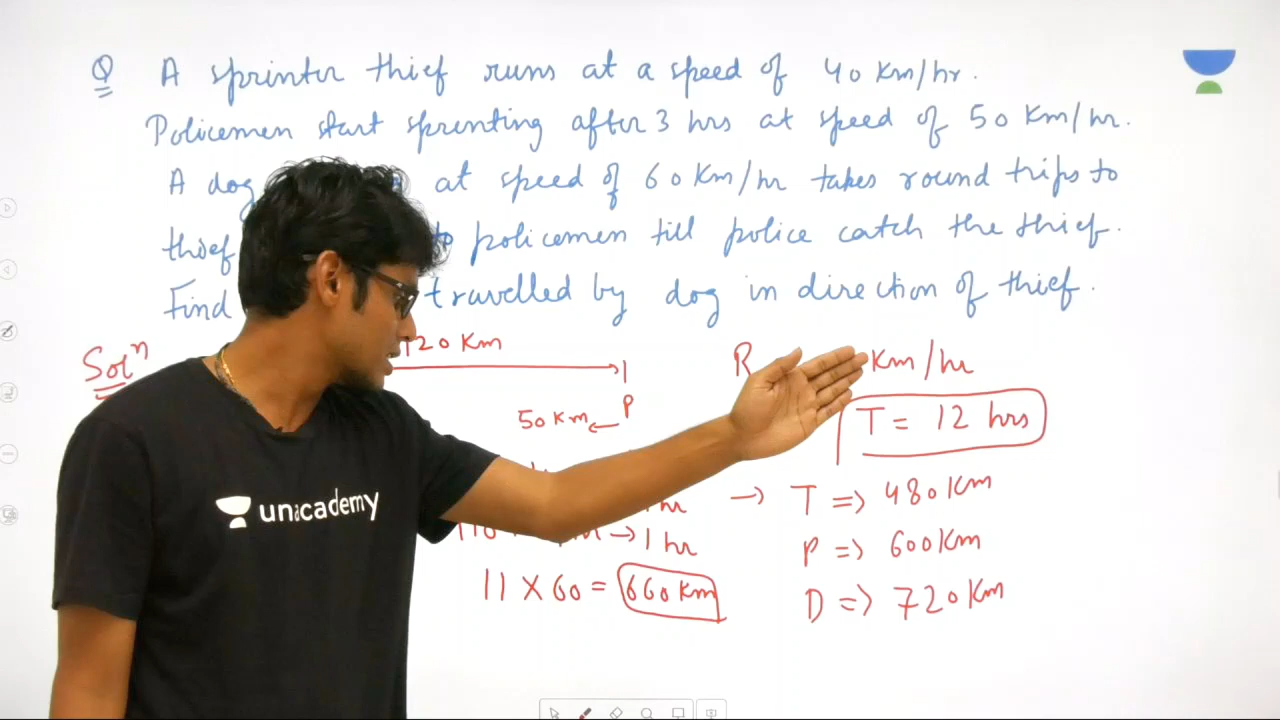 Q A sprinter thief runs at a speed of 40 Km/hr.
Policemen start sprinting after 3 hrs at speed of 50 Km/hr.
A dog at speed of 60 Km/hr takes round trips to
thief to policemen till police catch the thief.
Find travelled by dog in direction of thief.
Solⁿ
120 Km
P
50 Km
hr
→ 1 hr
11 X 60 = 660 Km
R Km/hr
T = 12 hrs
→ T => 480 Km
P => 600 Km
D => 720 Km
unacademy